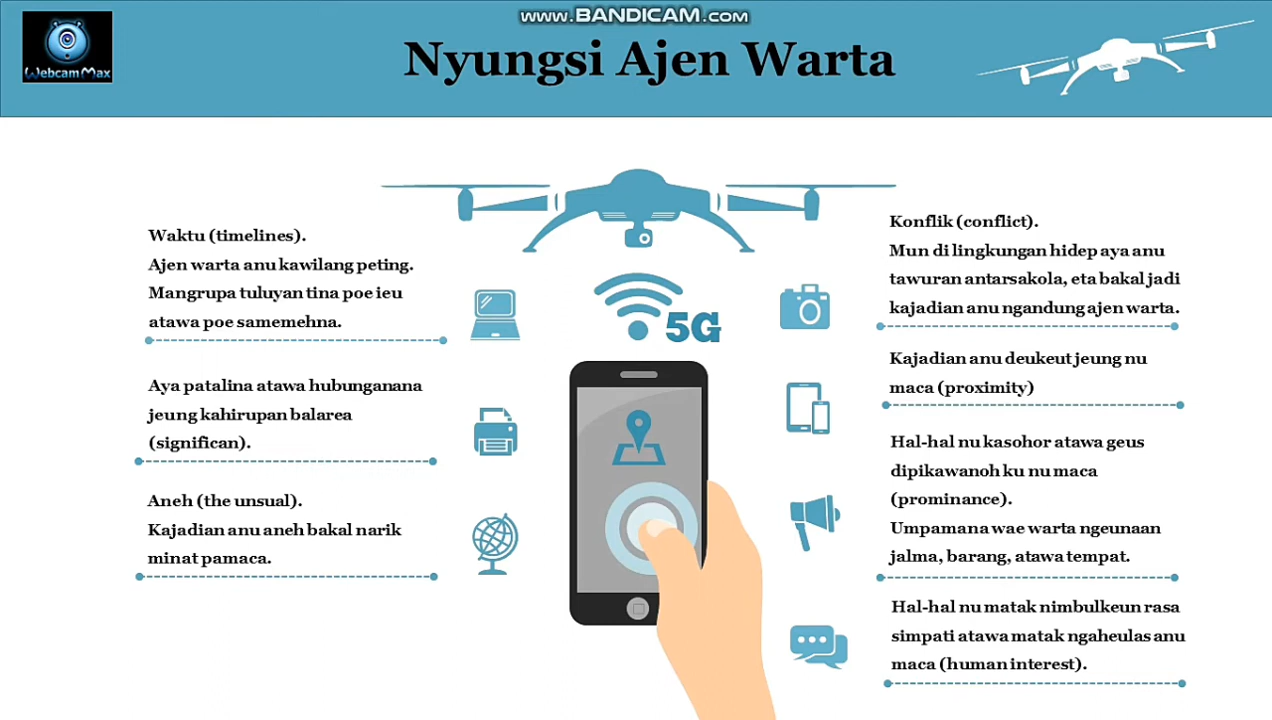 www.BANDICAM.com
WebcamMax
Nyungsi Ajen Warta
Waktu (timelines).
Ajen warta anu kawilang peting.
Mangrupa tuluyan tina poe ieu
atawa poe samemehna.
Aya patalina atawa hubunganana
jeung kahirupan balarea
(significan).
Aneh (the unsual).
Kajadian anu aneh bakal narik
minat pamaca.
5G
Konflik (conflict).
Mun di lingkungan hidep aya anu
tawuran antarsakola, eta bakal jadi
kajadian anu ngandung ajen warta.
Kajadian anu deukeut jeung nu
maca (proximity)
Hal-hal nu kasohor atawa geus
dipikawanoh ku nu maca
(prominance).
Umpamana wae warta ngeunaan
jalma, barang, atawa tempat.
Hal-hal nu matak nimbulkeun rasa
simpati atawa matak ngaheulas anu
maca (human interest).